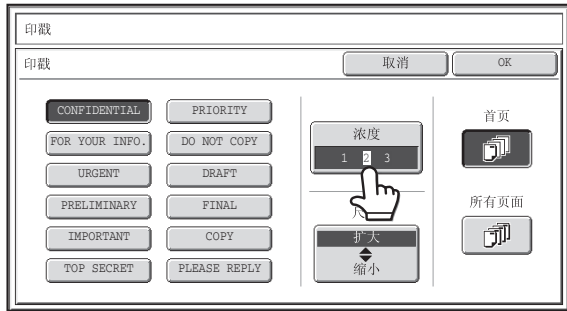 印戳
印戳
取消
OK
CONFIDENTIAL
PRIORITY
FOR YOUR INFO.
DO NOT COPY
URGENT
DRAFT
PRELIMINARY
FINAL
IMPORTANT
COPY
TOP SECRET
PLEASE REPLY
浓度
1 2 3
扩大
缩小
首页
所有页面